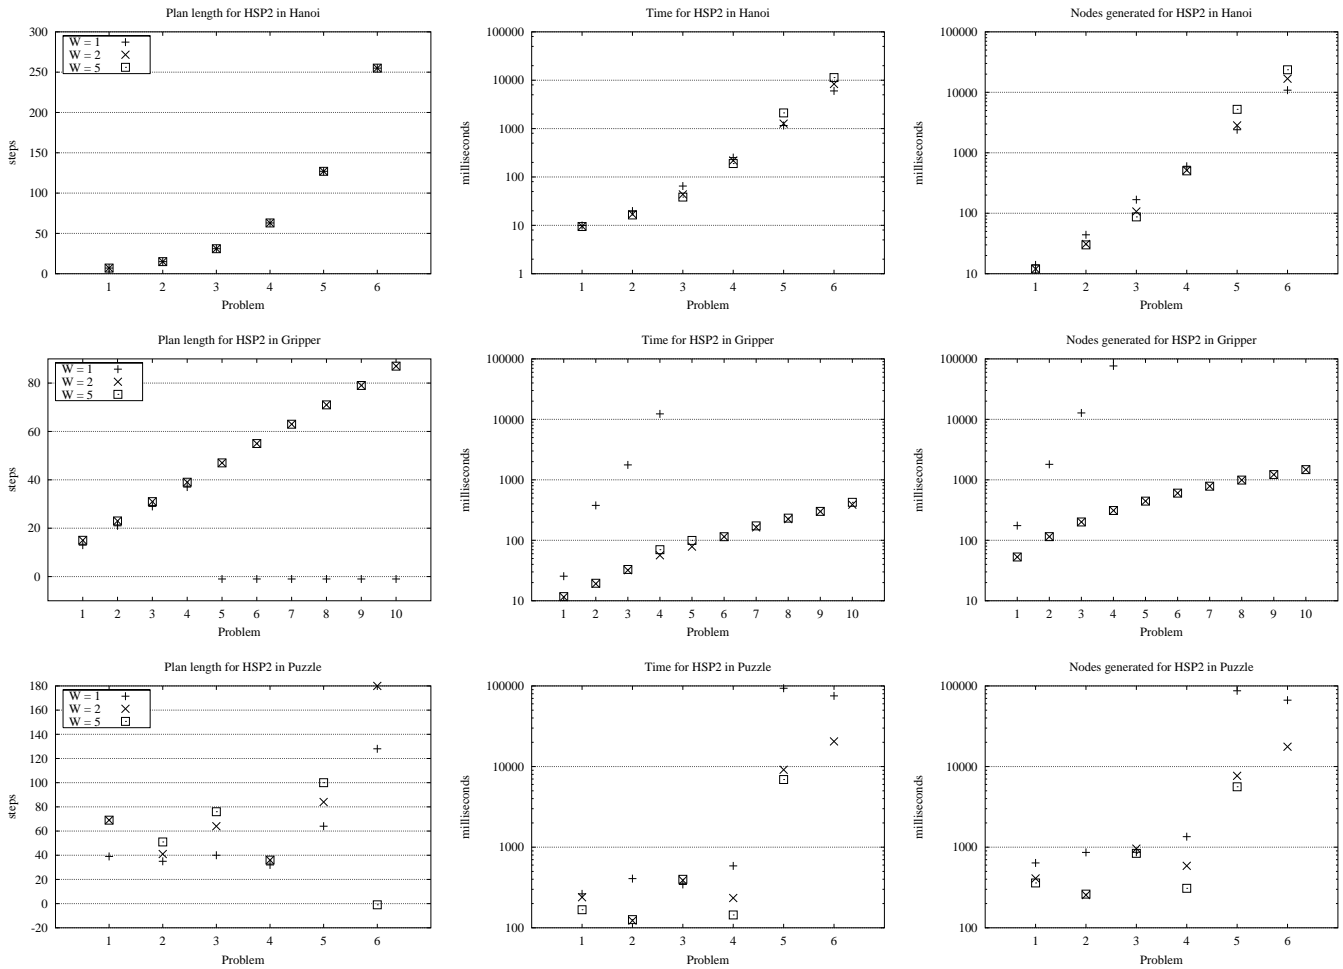 Plan length for HSP2 in Hanoi
steps
300
250
200
150
100
50
0
W = 1
W = 2
W = 5
1 2 3 4 5 6
Problem
Time for HSP2 in Hanoi
milliseconds
100000
10000
1000
100
10
1
1 2 3 4 5 6
Problem
Nodes generated for HSP2 in Hanoi
milliseconds
100000
10000
1000
100
10
1 2 3 4 5 6
Problem
Plan length for HSP2 in Gripper
steps
80
60
40
20
0
W = 1
W = 2
W = 5
1 2 3 4 5 6 7 8 9 10
Problem
Time for HSP2 in Gripper
milliseconds
100000
10000
1000
100
10
1 2 3 4 5 6 7 8 9 10
Problem
Nodes generated for HSP2 in Gripper
milliseconds
100000
10000
1000
100
10
1 2 3 4 5 6 7 8 9 10
Problem
Plan length for HSP2 in Puzzle
steps
180
160
140
120
100
80
60
40
20
0
-20
W = 1
W = 2
W = 5
1 2 3 4 5 6
Problem
Time for HSP2 in Puzzle
milliseconds
100000
10000
1000
100
1 2 3 4 5 6
Problem
Nodes generated for HSP2 in Puzzle
milliseconds
100000
10000
1000
100
1 2 3 4 5 6
Problem